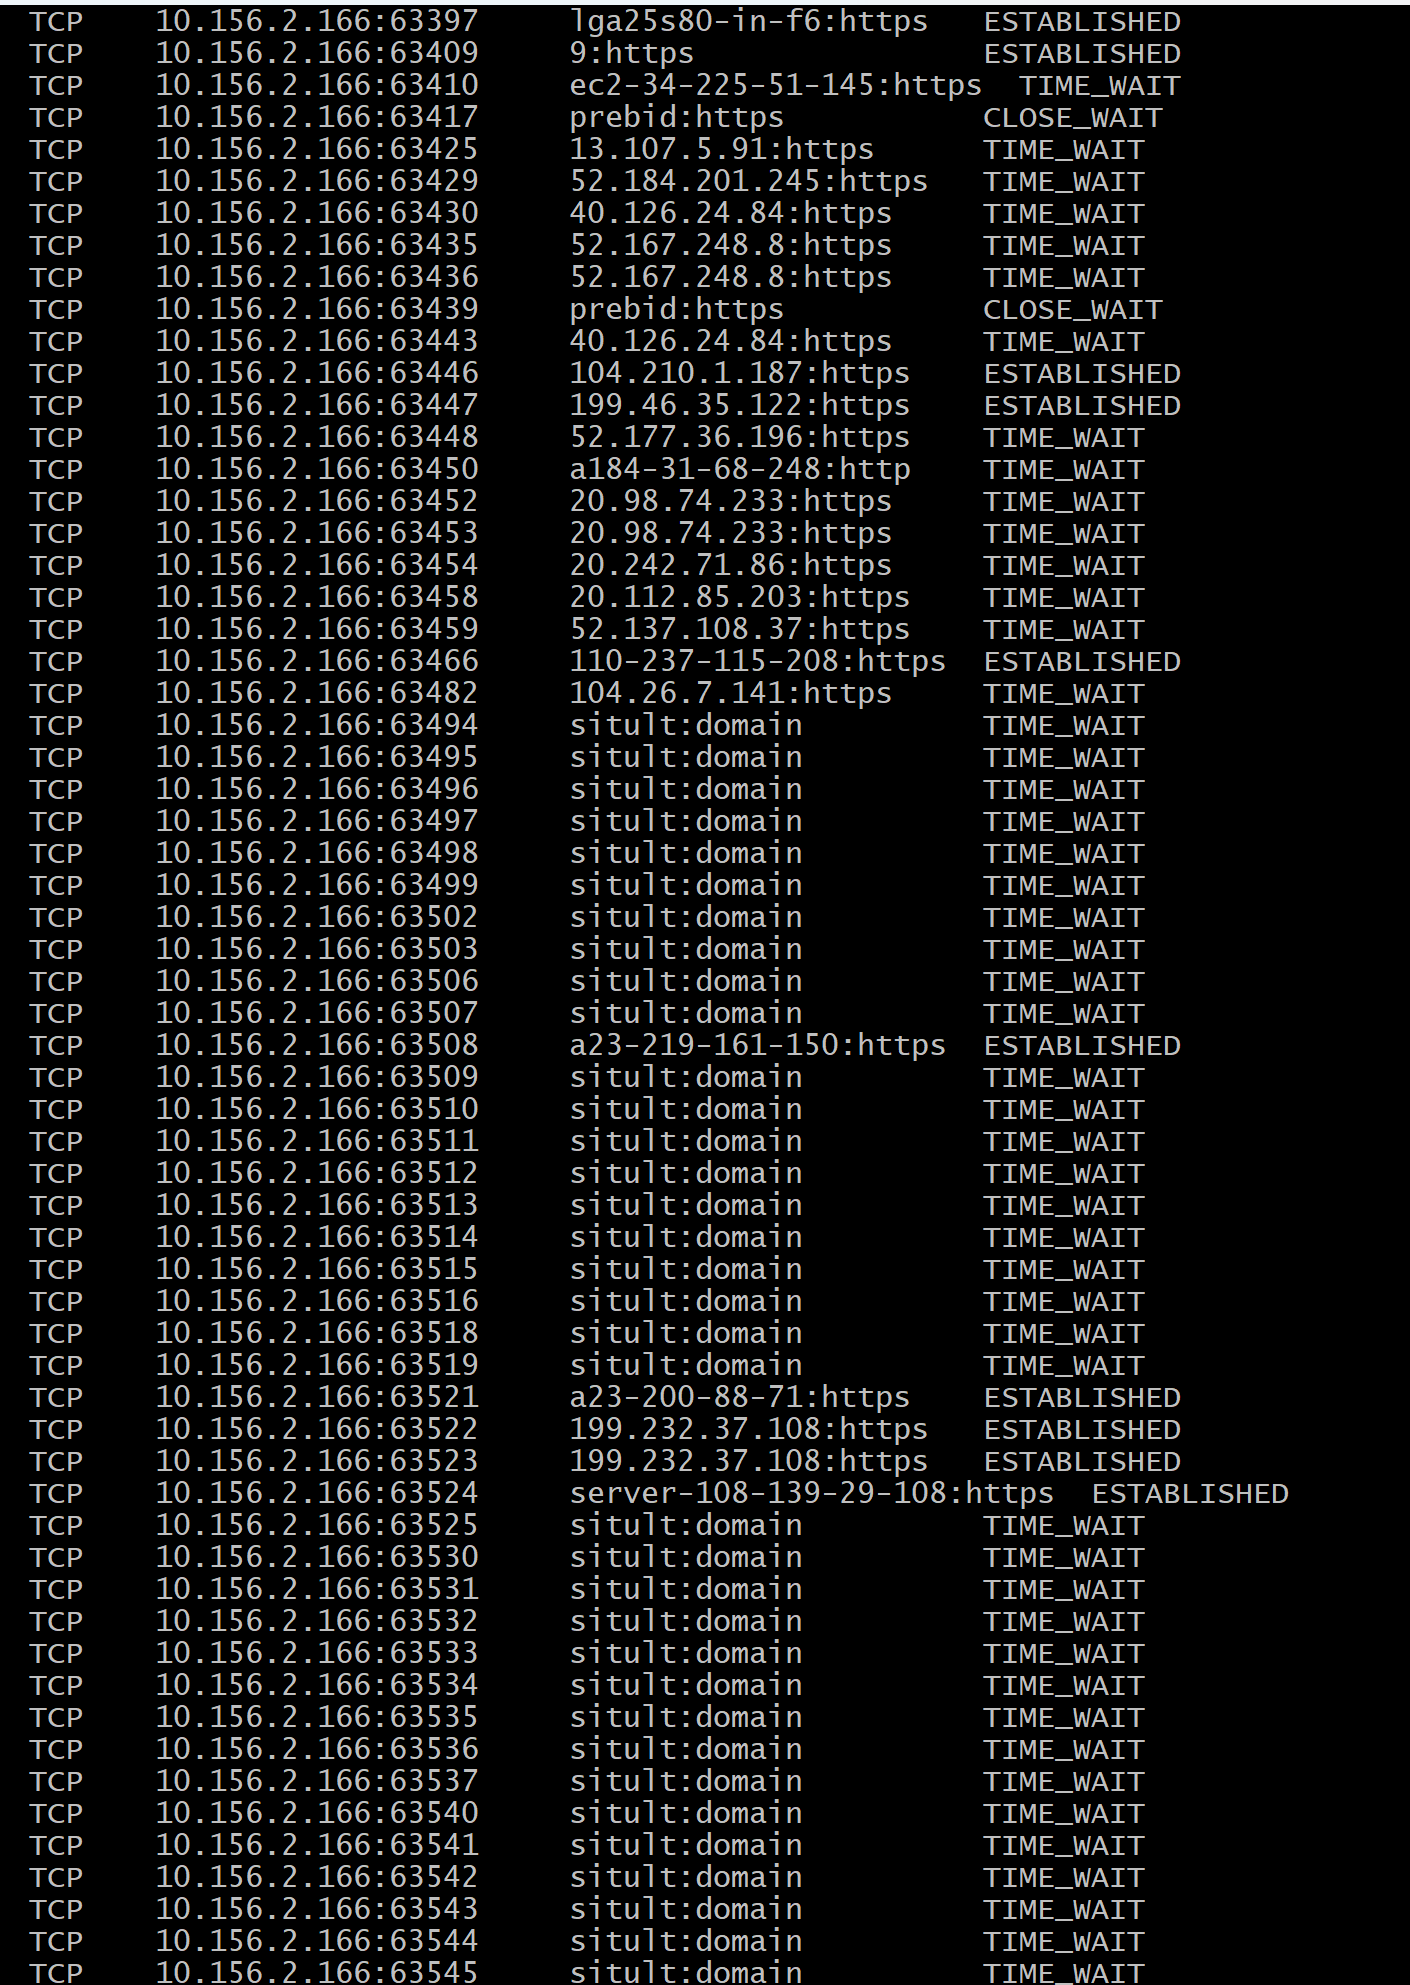 TCP 10.156.2.166:63397 lga25s80-in-f6:https ESTABLISHED
TCP 10.156.2.166:63409 9:https ESTABLISHED
TCP 10.156.2.166:63410 ec2-34-225-51-145:https TIME_WAIT
TCP 10.156.2.166:63417 prebid:https CLOSE_WAIT
TCP 10.156.2.166:63425 13.107.5.91:https TIME_WAIT
TCP 10.156.2.166:63429 52.184.201.245:https TIME_WAIT
TCP 10.156.2.166:63430 40.126.24.84:https TIME_WAIT
TCP 10.156.2.166:63435 52.167.248.8:https TIME_WAIT
TCP 10.156.2.166:63436 52.167.248.8:https TIME_WAIT
TCP 10.156.2.166:63439 prebid:https CLOSE_WAIT
TCP 10.156.2.166:63443 40.126.24.84:https TIME_WAIT
TCP 10.156.2.166:63446 104.210.1.187:https ESTABLISHED
TCP 10.156.2.166:63447 199.46.35.122:https ESTABLISHED
TCP 10.156.2.166:63448 52.177.36.196:https TIME_WAIT
TCP 10.156.2.166:63450 a184-31-68-248:http TIME_WAIT
TCP 10.156.2.166:63452 20.98.74.233:https TIME_WAIT
TCP 10.156.2.166:63453 20.98.74.233:https TIME_WAIT
TCP 10.156.2.166:63454 20.242.71.86:https TIME_WAIT
TCP 10.156.2.166:63458 20.112.85.203:https TIME_WAIT
TCP 10.156.2.166:63459 52.137.108.37:https TIME_WAIT
TCP 10.156.2.166:63466 110-237-115-208:https ESTABLISHED
TCP 10.156.2.166:63482 104.26.7.141:https TIME_WAIT
TCP 10.156.2.166:63494 sitult:domain TIME_WAIT
TCP 10.156.2.166:63495 sitult:domain TIME_WAIT
TCP 10.156.2.166:63496 sitult:domain TIME_WAIT
TCP 10.156.2.166:63497 sitult:domain TIME_WAIT
TCP 10.156.2.166:63498 sitult:domain TIME_WAIT
TCP 10.156.2.166:63499 sitult:domain TIME_WAIT
TCP 10.156.2.166:63502 sitult:domain TIME_WAIT
TCP 10.156.2.166:63503 sitult:domain TIME_WAIT
TCP 10.156.2.166:63506 sitult:domain TIME_WAIT
TCP 10.156.2.166:63507 sitult:domain TIME_WAIT
TCP 10.156.2.166:63508 a23-219-161-150:https ESTABLISHED
TCP 10.156.2.166:63509 sitult:domain TIME_WAIT
TCP 10.156.2.166:63510 sitult:domain TIME_WAIT
TCP 10.156.2.166:63511 sitult:domain TIME_WAIT
TCP 10.156.2.166:63512 sitult:domain TIME_WAIT
TCP 10.156.2.166:63513 sitult:domain TIME_WAIT
TCP 10.156.2.166:63514 sitult:domain TIME_WAIT
TCP 10.156.2.166:63515 sitult:domain TIME_WAIT
TCP 10.156.2.166:63516 sitult:domain TIME_WAIT
TCP 10.156.2.166:63518 sitult:domain TIME_WAIT
TCP 10.156.2.166:63519 sitult:domain TIME_WAIT
TCP 10.156.2.166:63521 a23-200-88-71:https ESTABLISHED
TCP 10.156.2.166:63522 199.232.37.108:https ESTABLISHED
TCP 10.156.2.166:63523 199.232.37.108:https ESTABLISHED
TCP 10.156.2.166:63524 server-108-139-29-108:https ESTABLISHED
TCP 10.156.2.166:63525 sitult:domain TIME_WAIT
TCP 10.156.2.166:63530 sitult:domain TIME_WAIT
TCP 10.156.2.166:63531 sitult:domain TIME_WAIT
TCP 10.156.2.166:63532 sitult:domain TIME_WAIT
TCP 10.156.2.166:63533 sitult:domain TIME_WAIT
TCP 10.156.2.166:63534 sitult:domain TIME_WAIT
TCP 10.156.2.166:63535 sitult:domain TIME_WAIT
TCP 10.156.2.166:63536 sitult:domain TIME_WAIT
TCP 10.156.2.166:63537 sitult:domain TIME_WAIT
TCP 10.156.2.166:63540 sitult:domain TIME_WAIT
TCP 10.156.2.166:63541 sitult:domain TIME_WAIT
TCP 10.156.2.166:63542 sitult:domain TIME_WAIT
TCP 10.156.2.166:63543 sitult:domain TIME_WAIT
TCP 10.156.2.166:63544 sitult:domain TIME_WAIT
TCP 10.156.2.166:63545 sitult:domain TIME_WAIT